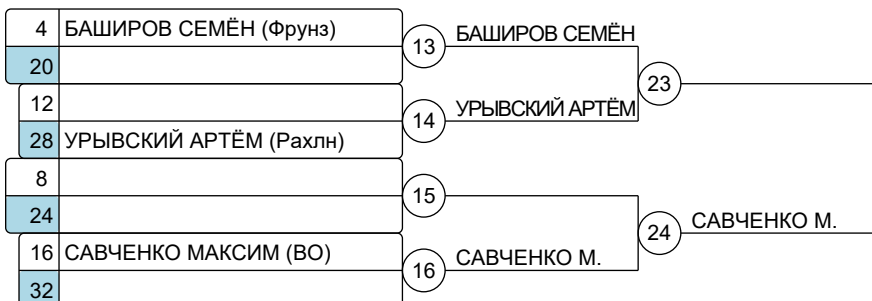 4 БАШИРОВ СЕМЁН (Фрунз)
20
13 БАШИРОВ СЕМЁН
12
28 УРЫВСКИЙ АРТЁМ (Рахлн)
14 УРЫВСКИЙ АРТЁМ
23
8
24
15
16 САВЧЕНКО МАКСИМ (ВО)
32
16 САВЧЕНКО М.
24 САВЧЕНКО М.